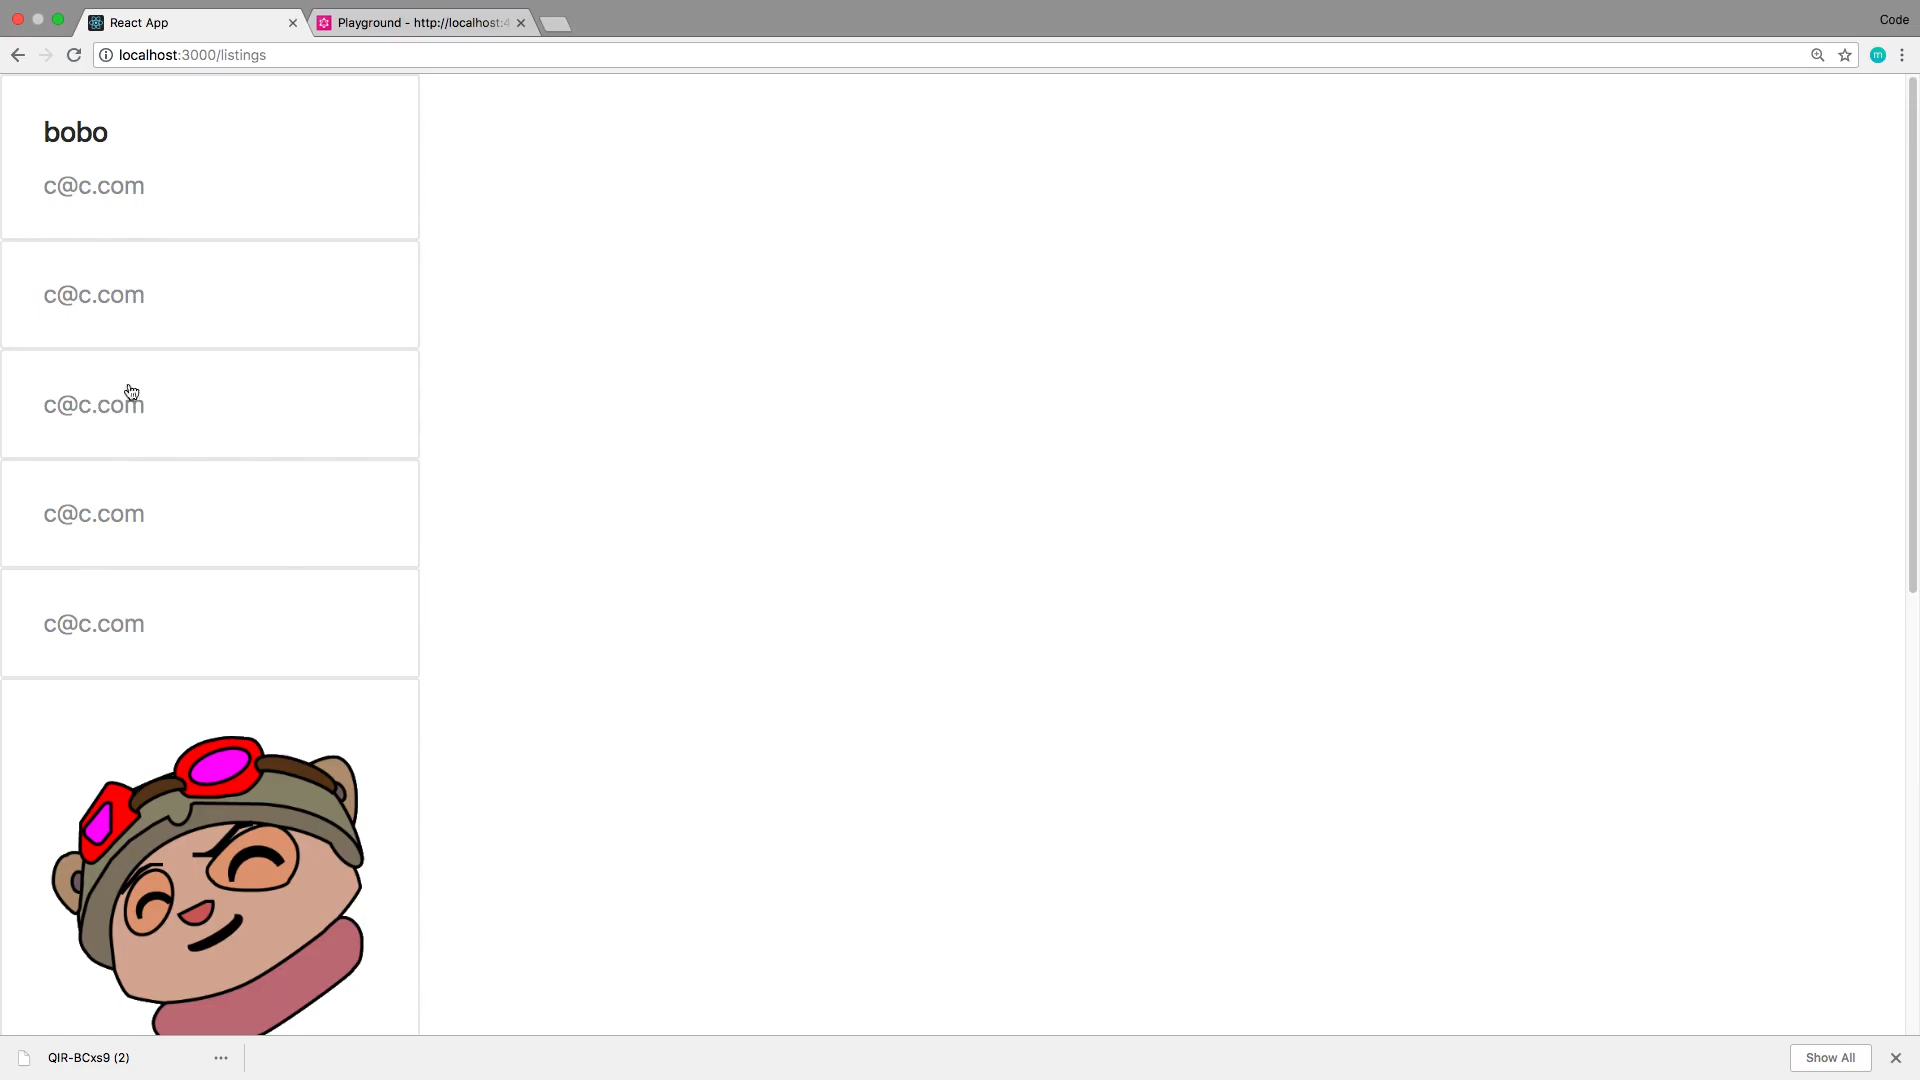 React App
Playground - http://localhost:4
Code
localhost:3000/listings
m
bobo
c@c.com
c@c.com
c@c.com
c@c.com
c@c.com
QIR-BCxs9 (2)
Show All